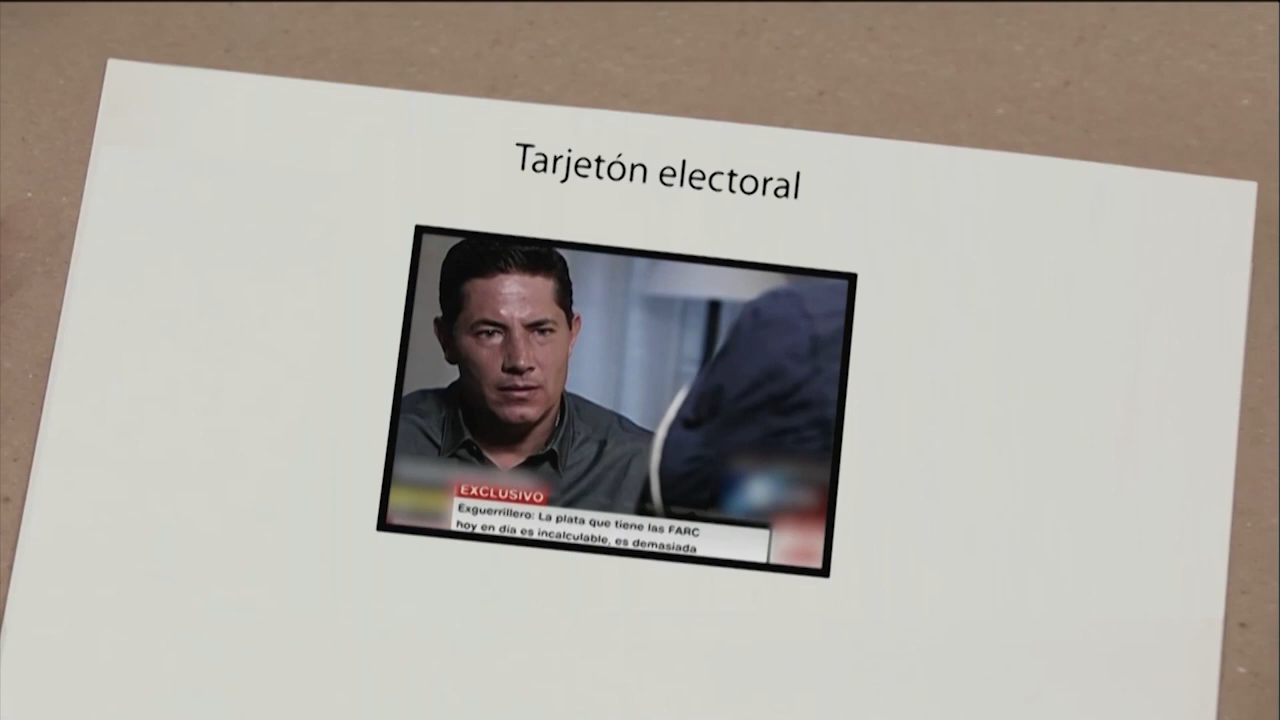 Tarjetón electoral
EXCLUSIVO
Exguerrillero: La plata que tiene las FARC
hoy en día es incalculable, es demasiada